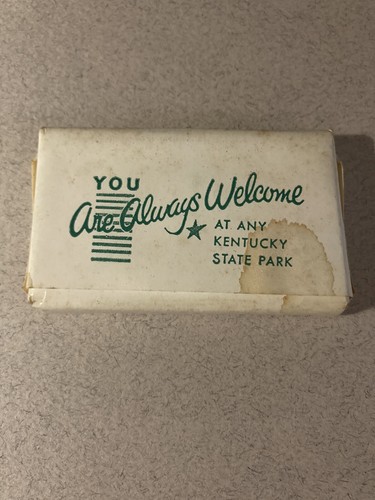 YOU
Are Always Welcome
AT ANY
KENTUCKY
STATE PARK